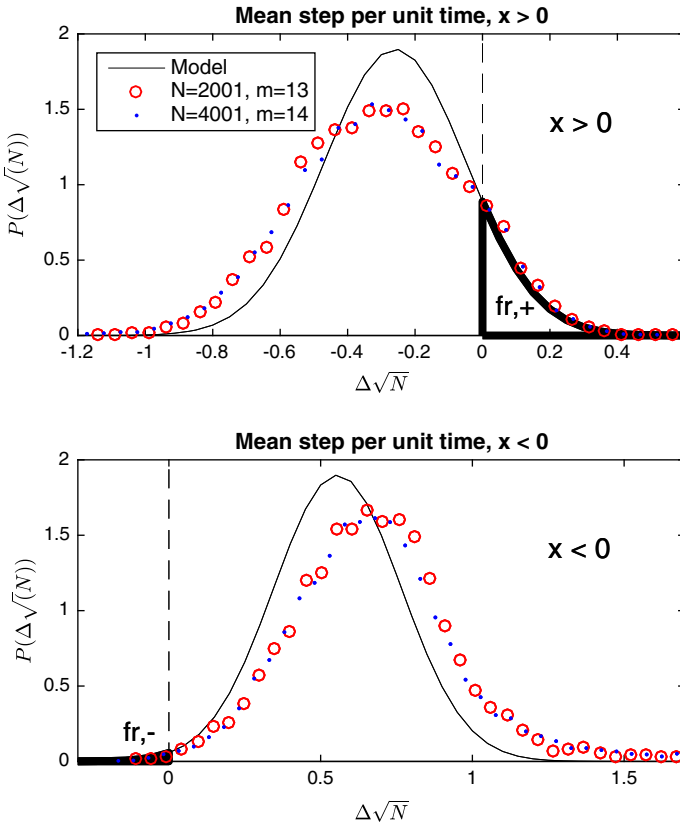 Mean step per unit time, x > 0
2
1.5
1
0.5
0
P(Δ√(N))
Model
N=2001, m=13
N=4001, m=14
x > 0
fr,+
-1.2 -1 -0.8 -0.6 -0.4 -0.2 0 0.2 0.4
Δ√N
Mean step per unit time, x < 0
2
1.5
1
0.5
0
P(Δ√(N))
x < 0
fr,-
0 0.5 1 1.5
Δ√N